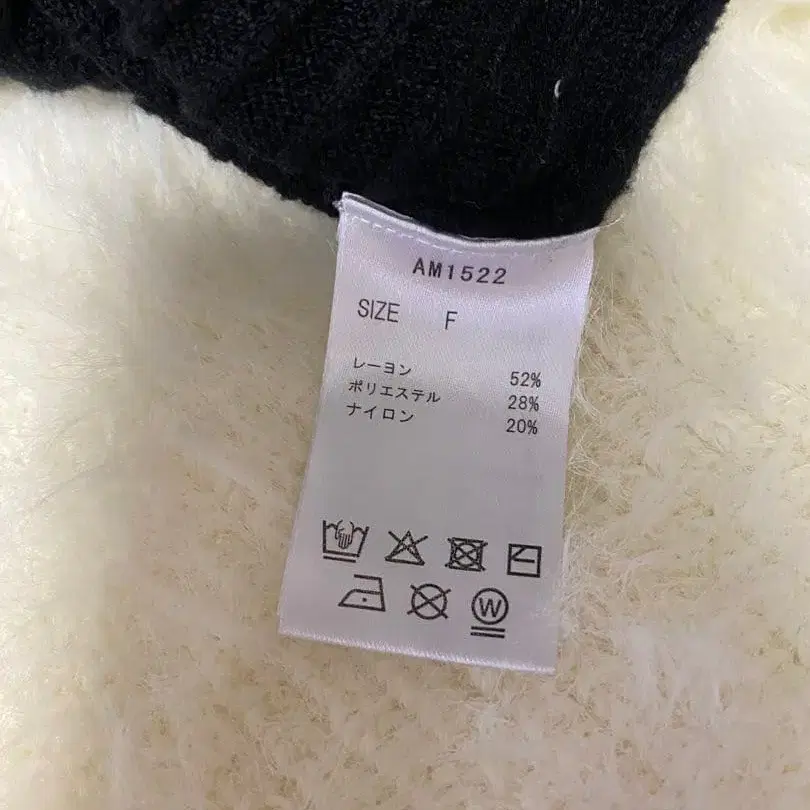 AM1522
SIZE F
レーヨン 52%
ポリエステル 28%
ナイロン 20%
W